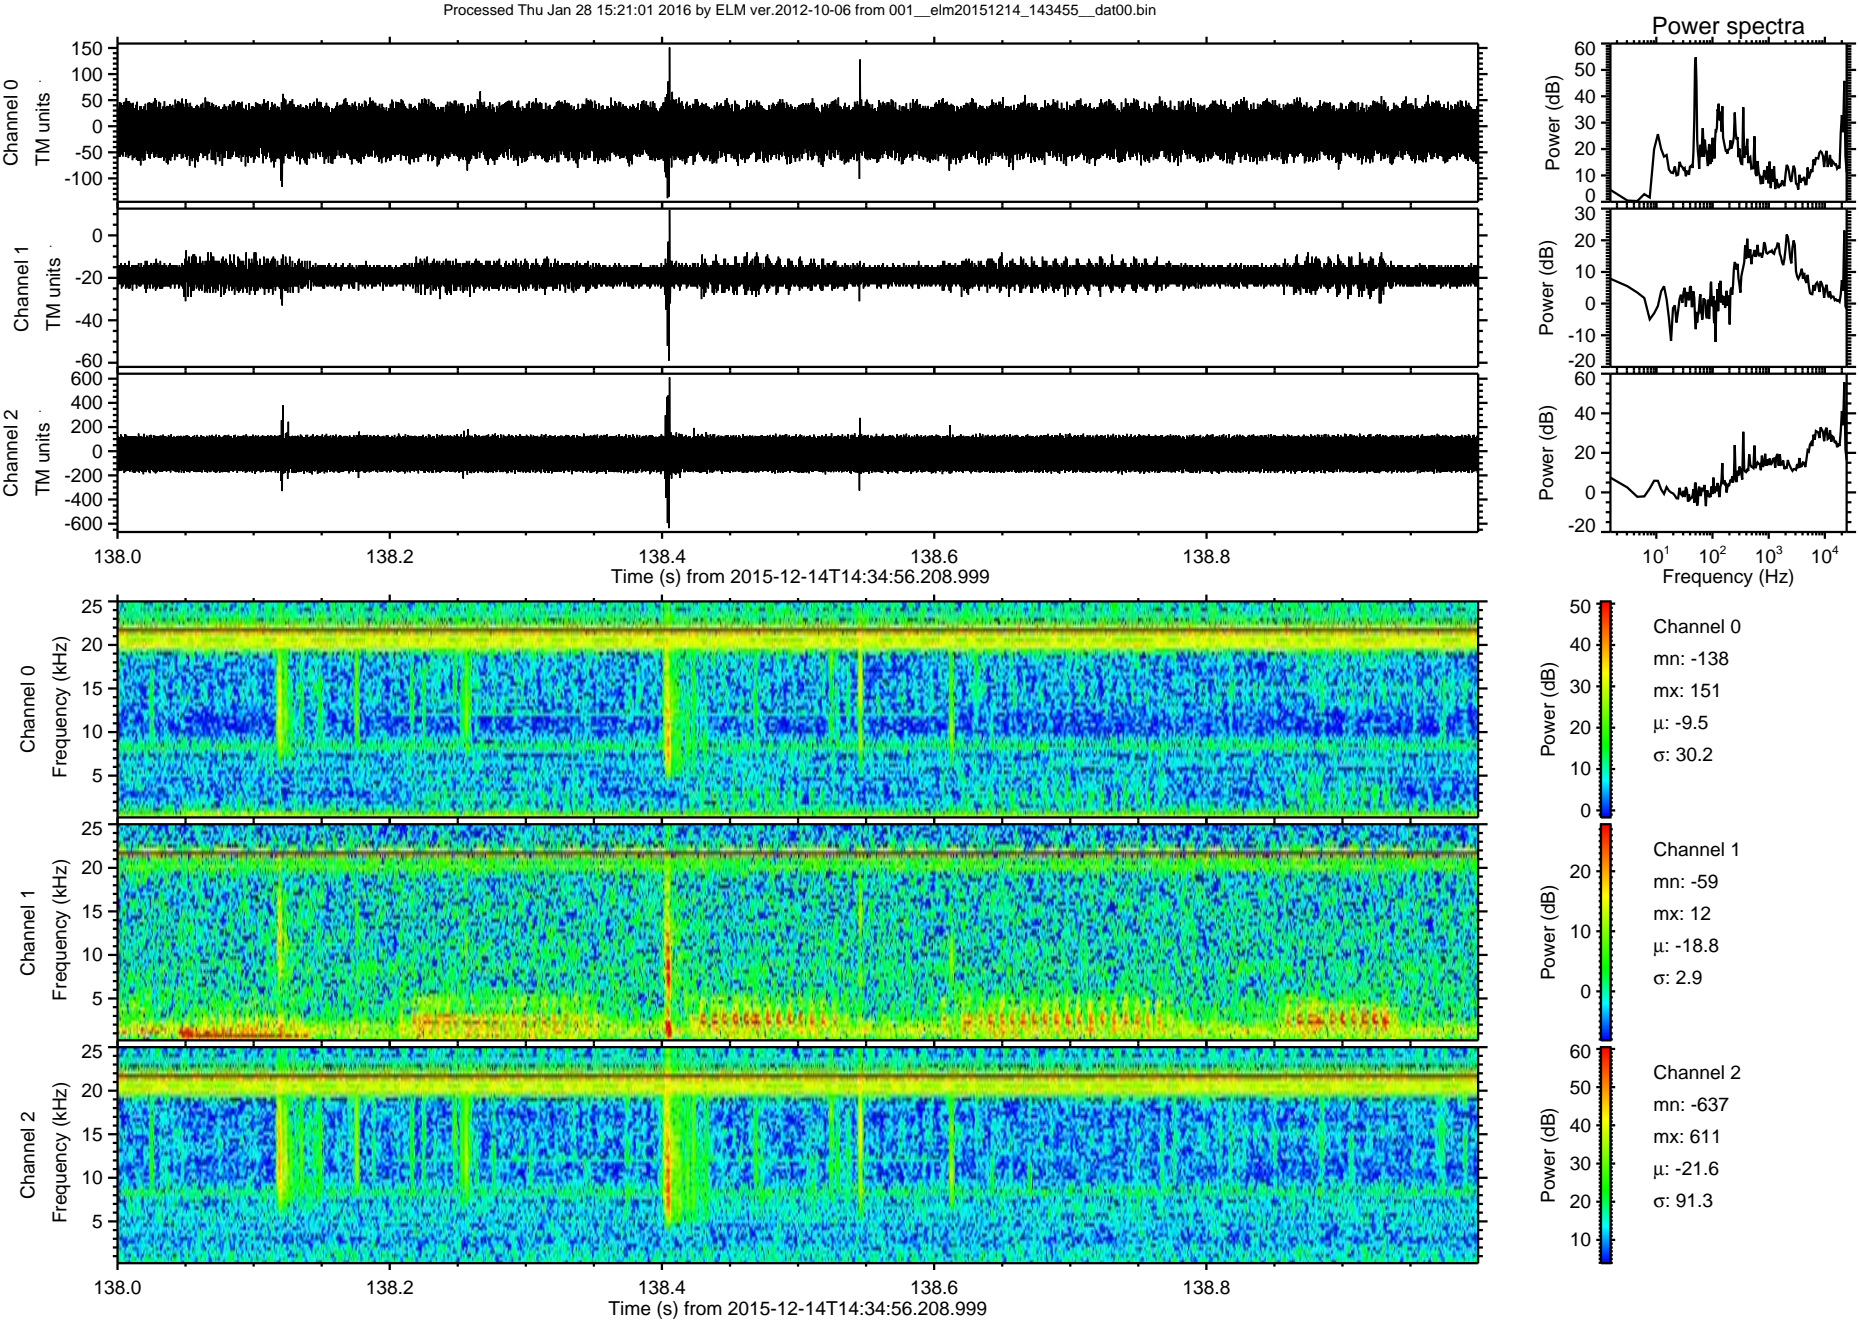 Processed Thu Jan 28 15:21:01 2016 by ELM ver.2012-10-06 from 001__elm20151214_143455__dat00.bin
Power spectra
Channel 0
TM units
150
100
50
0
-50
-100
Power (dB)
60
50
40
30
20
10
0
Channel 1
TM units
0
-20
-40
-60
Power (dB)
30
20
10
0
-10
-20
Channel 2
TM units
600
400
200
0
-200
-400
-600
Power (dB)
60
40
20
0
-20
138.0 138.2 138.4 138.6 138.8
Time (s) from 2015-12-14T14:34:56.208.999
10^1 10^2 10^3 10^4
Frequency (Hz)
Channel 0
Frequency (kHz)
25
20
15
10
5
Power (dB)
50
40
30
20
10
0
Channel 0
mn: -138
mx: 151
µ: -9.5
σ: 30.2
Channel 1
Frequency (kHz)
25
20
15
10
5
Power (dB)
20
10
0
Channel 1
mn: -59
mx: 12
µ: -18.8
σ: 2.9
Channel 2
Frequency (kHz)
25
20
15
10
5
Power (dB)
60
50
40
30
20
10
Channel 2
mn: -637
mx: 611
µ: -21.6
σ: 91.3
138.0 138.2 138.4 138.6 138.8
Time (s) from 2015-12-14T14:34:56.208.999